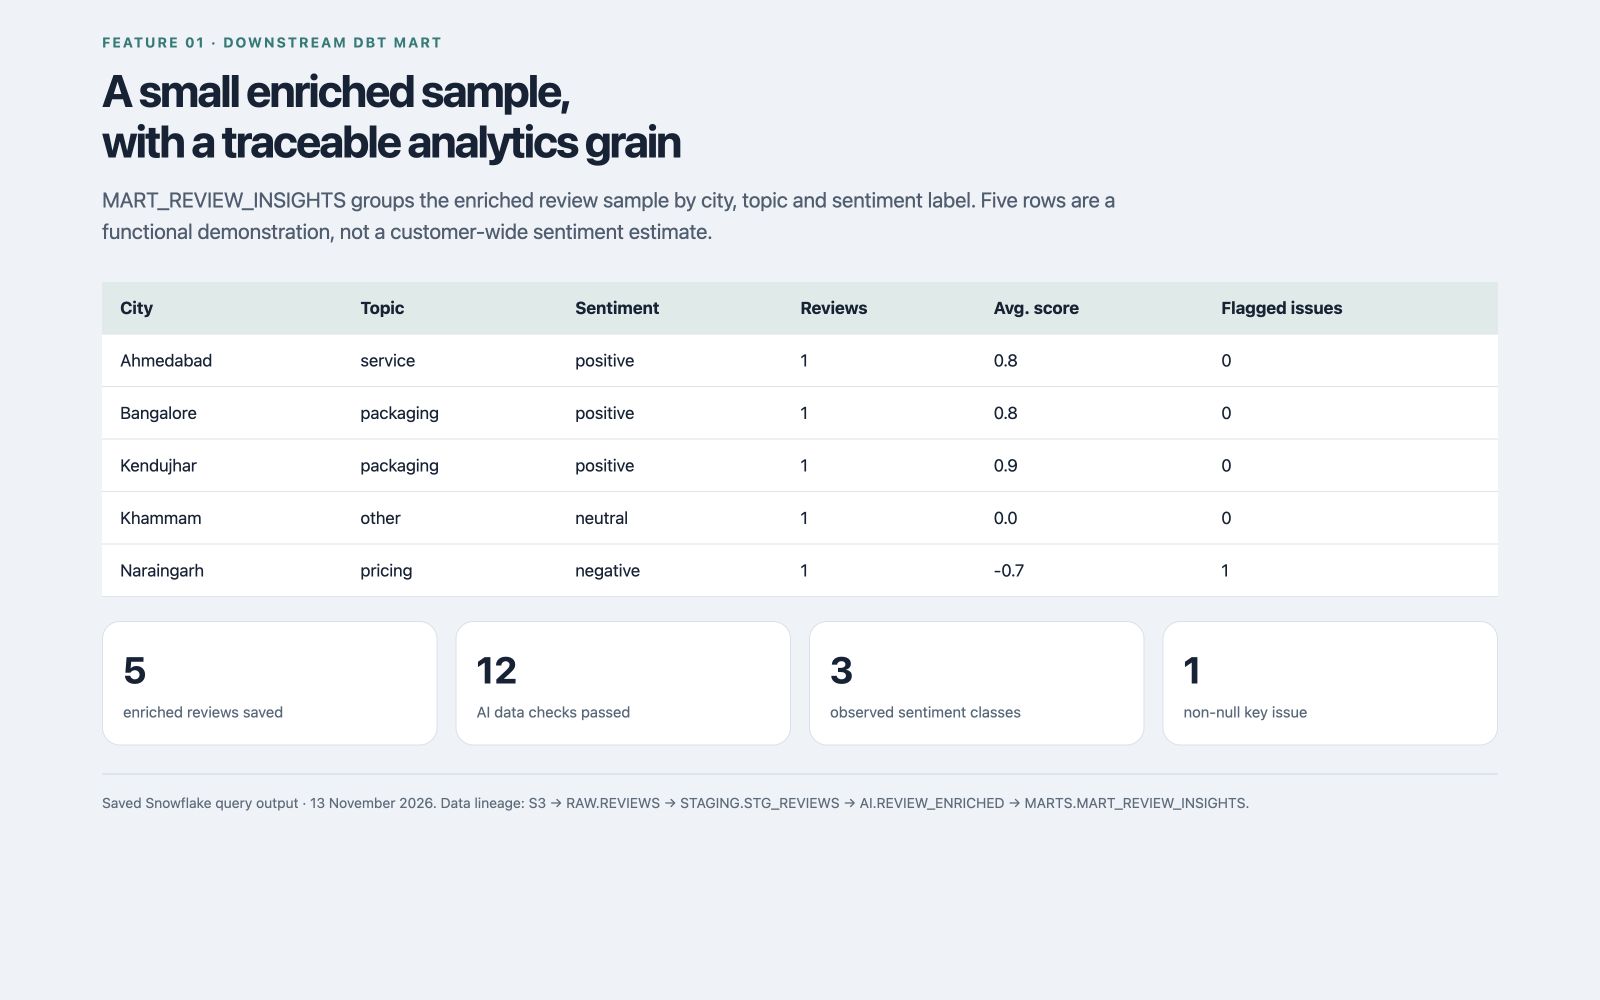 FEATURE 01 · DOWNSTREAM DBT MART
A small enriched sample,
with a traceable analytics grain
MART_REVIEW_INSIGHTS groups the enriched review sample by city, topic and sentiment label. Five rows are a
functional demonstration, not a customer-wide sentiment estimate.
City Topic Sentiment Reviews Avg. score Flagged issues
Ahmedabad service positive 1 0.8 0
Bangalore packaging positive 1 0.8 0
Kendujhar packaging positive 1 0.9 0
Khammam other neutral 1 0.0 0
Naraingarh pricing negative 1 -0.7 1
5 12 3 1
enriched reviews saved AI data checks passed observed sentiment classes non-null key issue
Saved Snowflake query output · 13 November 2026. Data lineage: S3 → RAW.REVIEWS → STAGING.STG_REVIEWS → AI.REVIEW_ENRICHED → MARTS.MART_REVIEW_INSIGHTS.